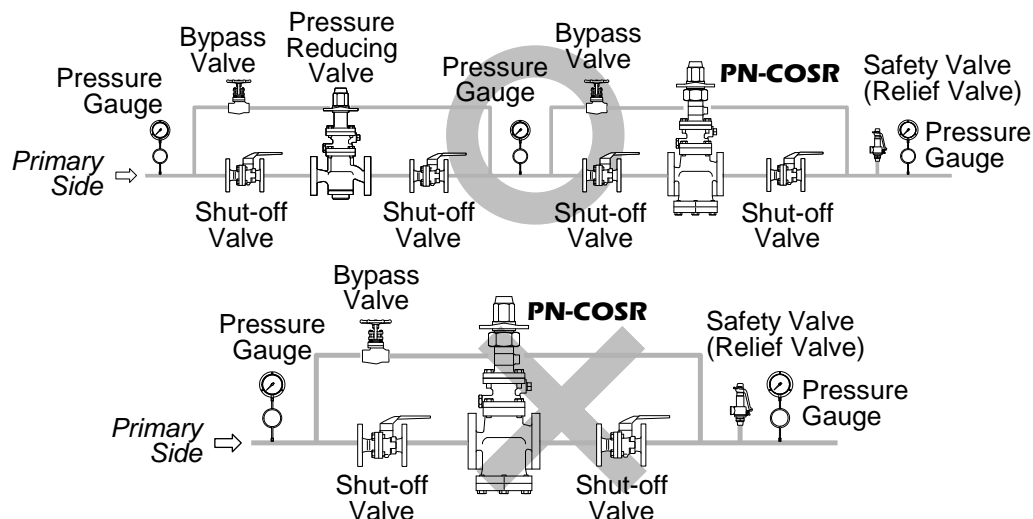 Bypass
Valve
Pressure
Reducing
Valve
Pressure
Gauge
Pressure
Gauge
Bypass
Valve
PN-COSR
Safety Valve
(Relief Valve)
Pressure
Gauge
Primary
Side
Shut-off
Valve
Shut-off
Valve
Shut-off
Valve
Shut-off
Valve
Bypass
Valve
Pressure
Gauge
PN-COSR
Safety Valve
(Relief Valve)
Pressure
Gauge
Primary
Side
Shut-off
Valve
Shut-off
Valve